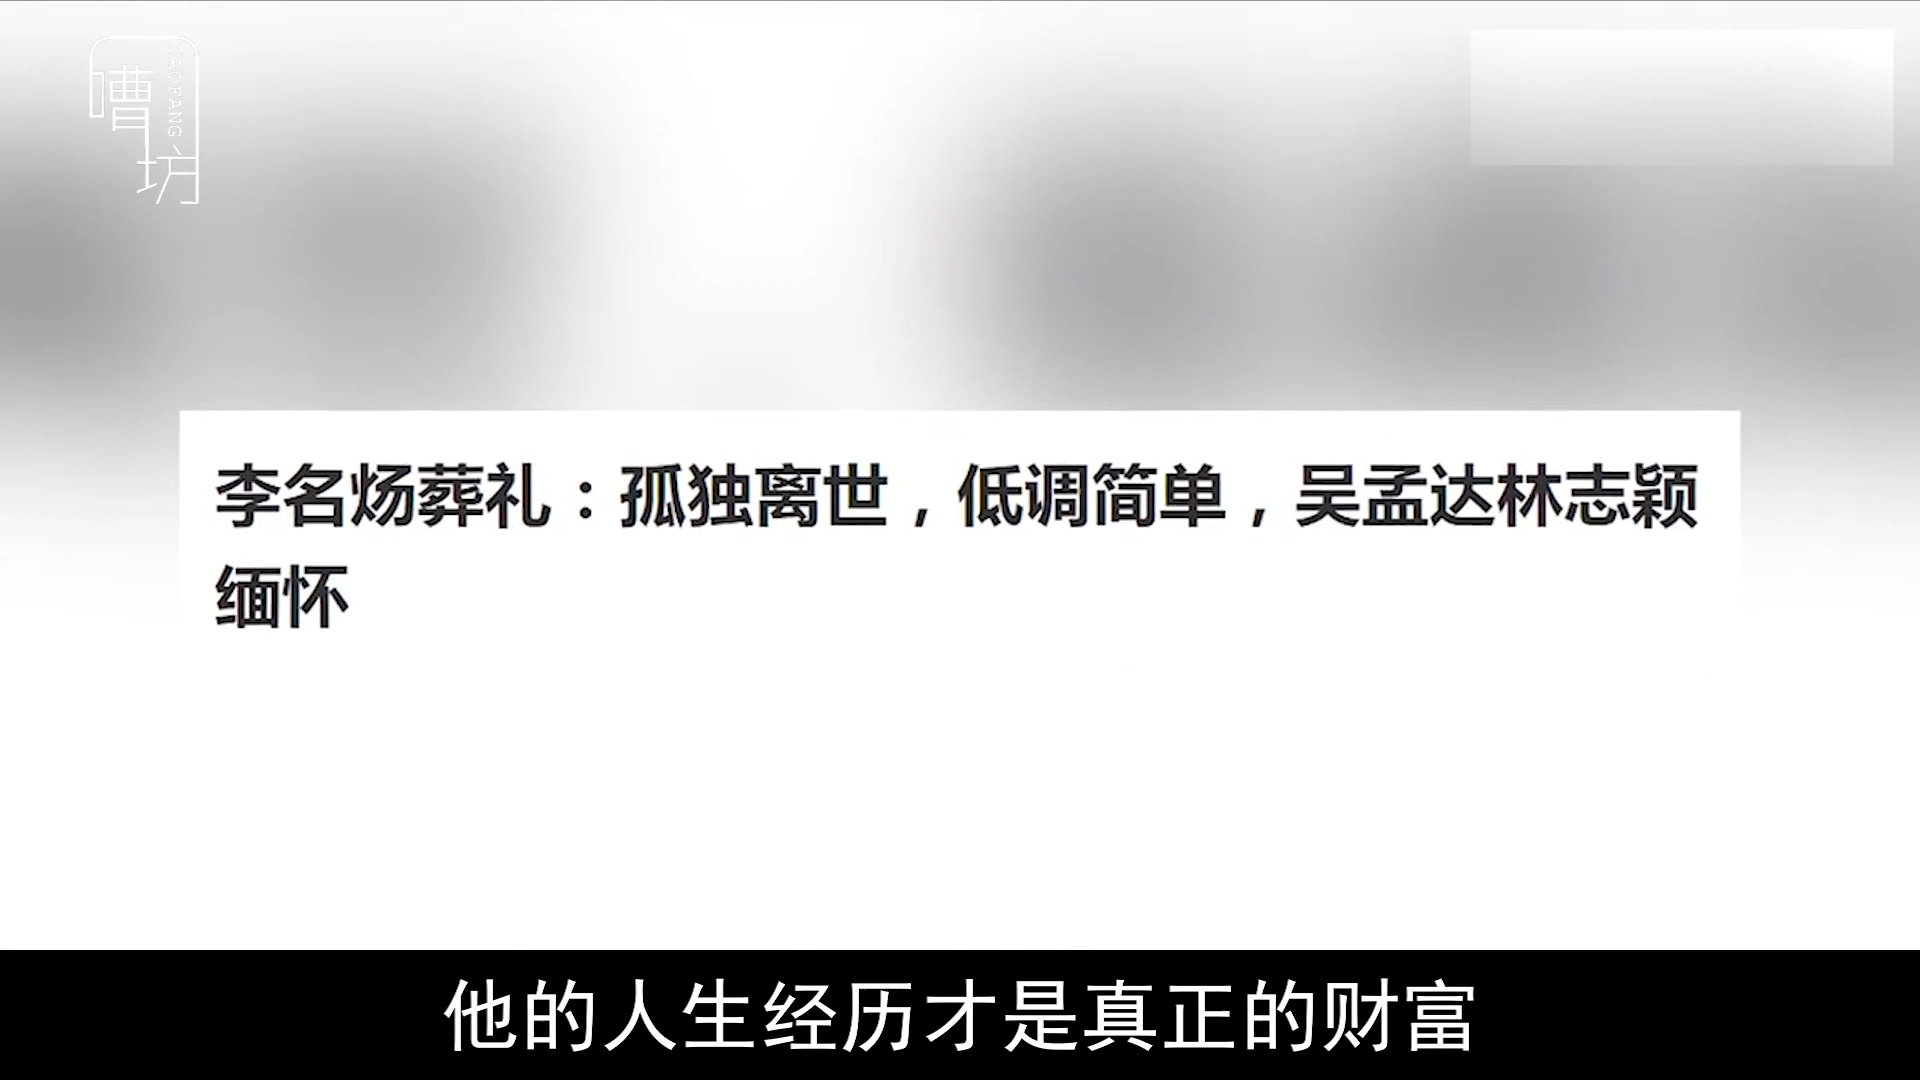 嘈坊
CAOFANG
李名炀葬礼：孤独离世，低调简单，吴孟达林志颖
缅怀
他的人生经历才是真正的财富